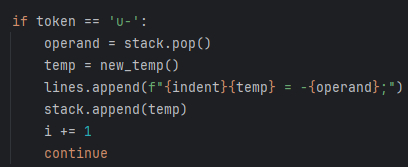 if token == 'u-':
    operand = stack.pop()
    temp = new_temp()
    lines.append(f"{indent}{temp} = -{operand};")
    stack.append(temp)
    i += 1
    continue